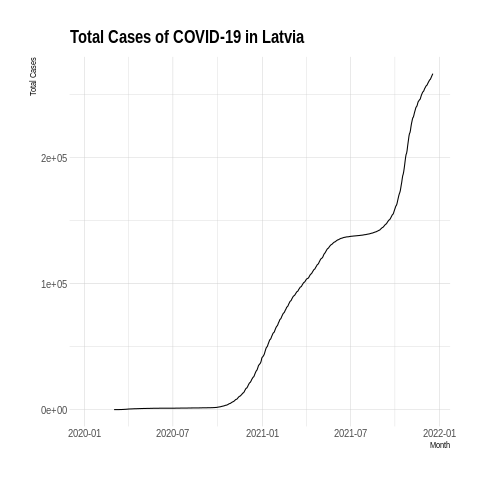 Total Cases of COVID-19 in Latvia
Total Cases
2e+05
1e+05
0e+00
2020-01 2020-07 2021-01 2021-07 2022-01
Month